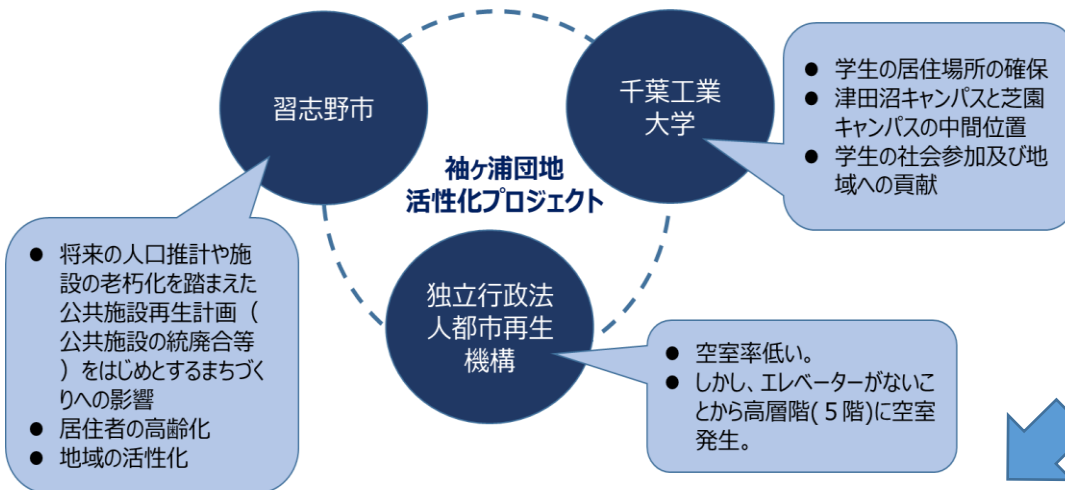 習志野市
千葉工業
大学
● 学生の居住場所の確保
● 津田沼キャンパスと芝園
キャンパスの中間位置
● 学生の社会参加及び地
域への貢献
袖ヶ浦団地
活性化プロジェクト
● 将来の人口推計や施
設の老朽化を踏まえた
公共施設再生計画（
公共施設の統廃合等
）をはじめとするまちづく
りへの影響
● 居住者の高齢化
● 地域の活性化
独立行政法
人都市再生
機構
● 空室率低い。
● しかし、エレベーターがないこ
とから高層階(５階)に空室
発生。